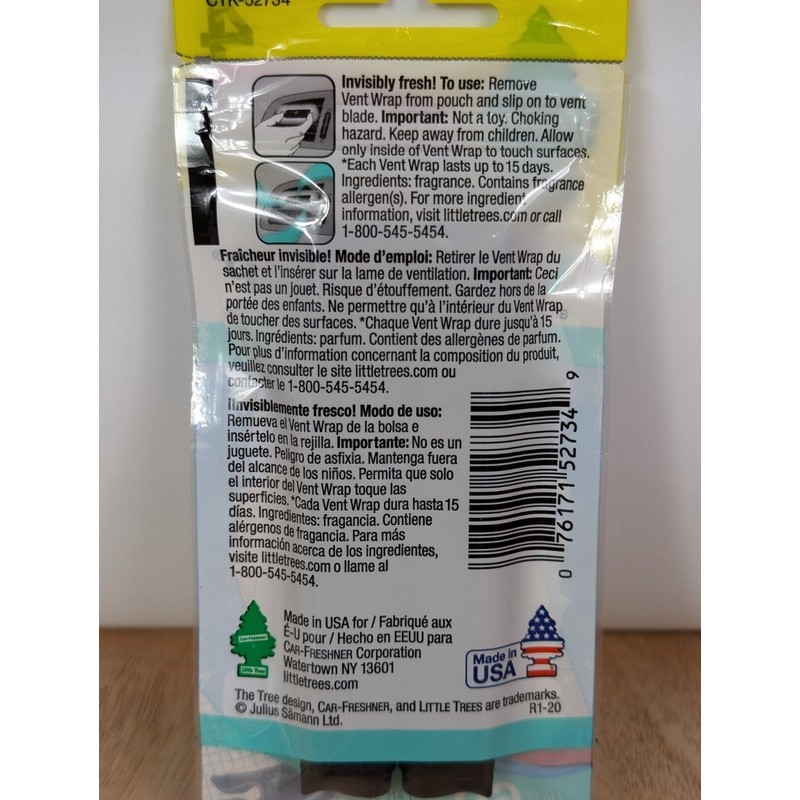 CTK-52734
4
Invisibly fresh! To use: Remove
Vent Wrap from pouch and slip on to vent
blade. Important: Not a toy. Choking
hazard. Keep away from children. Allow
only inside of Vent Wrap to touch surfaces.
*Each Vent Wrap lasts up to 15 days.
Ingredients: fragrance. Contains fragrance
allergen(s). For more ingredient
information, visit littletrees.com or call
1-800-545-5454.
Fraîcheur invisible! Mode d'emploi: Retirer le Vent Wrap du
sachet et l'insérer sur la lame de ventilation. Important: Ceci
n'est pas un jouet. Risque d'étouffement. Gardez hors de la
portée des enfants. Ne permettre qu'à l'intérieur du Vent Wrap
de toucher des surfaces. *Chaque Vent Wrap dure jusqu'à 15
jours. Ingrédients: parfum. Contient des allergènes de parfum.
Pour plus d'information concernant la composition du produit,
veuillez consulter le site littletrees.com ou
contacter le 1-800-545-5454.
¡Invisiblemente fresco! Modo de uso:
Remueva el Vent Wrap de la bolsa e
insértelo en la rejilla. Importante: No es un
juguete. Peligro de asfixia. Mantenga fuera
del alcance de los niños. Permita que solo
el interior del Vent Wrap toque las
superficies. *Cada Vent Wrap dura hasta 15
días. Ingredientes: fragancia. Contiene
alérgenos de fragancia. Para más
información acerca de los ingredientes,
visite littletrees.com o llame al
1-800-545-5454.
0 76171 52734 9
Car-Freshner
Little Trees
Made in USA for / Fabriqué aux
É-U pour / Hecho en EEUU para
CAR-FRESHNER Corporation
Watertown NY 13601
littletrees.com
Made in
USA
The Tree design, CAR-FRESHNER, and LITTLE TREES are trademarks.
© Julius Sämann Ltd. R1-20